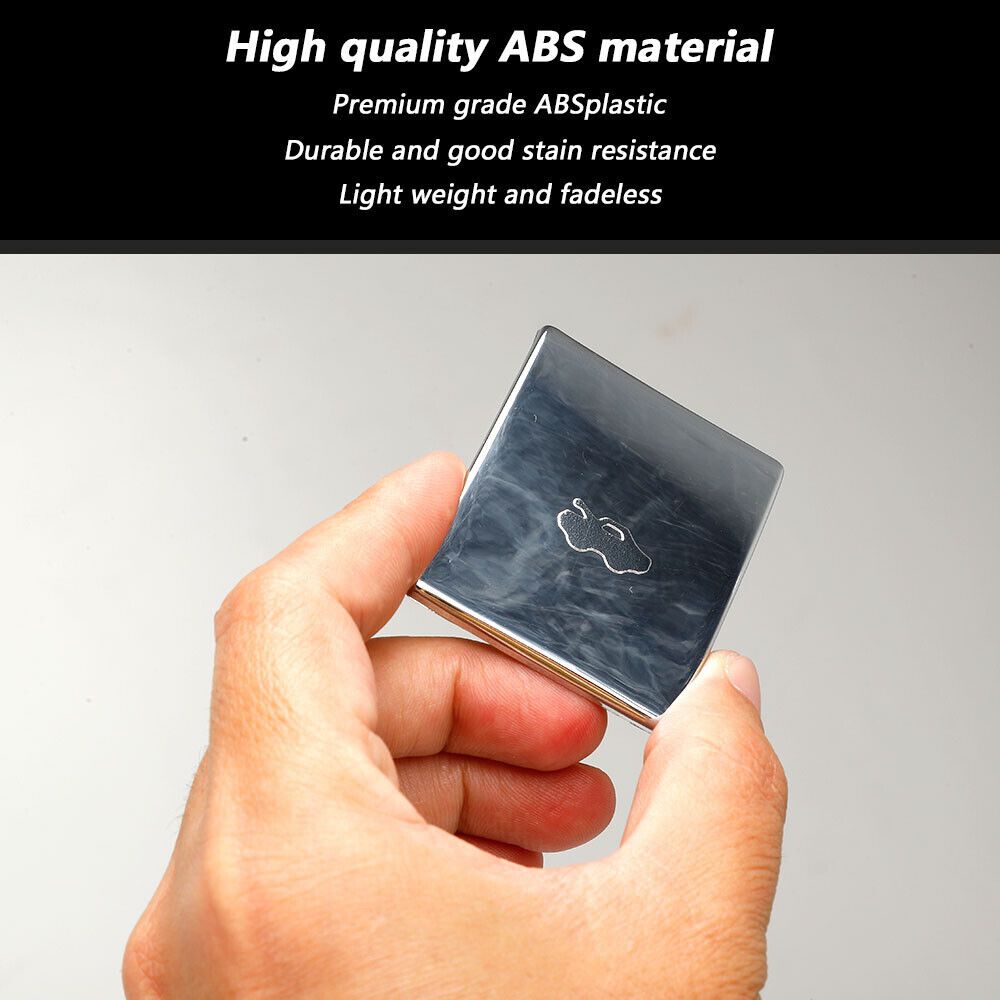 High quality ABS material
Premium grade ABSplastic
Durable and good stain resistance
Light weight and fadeless